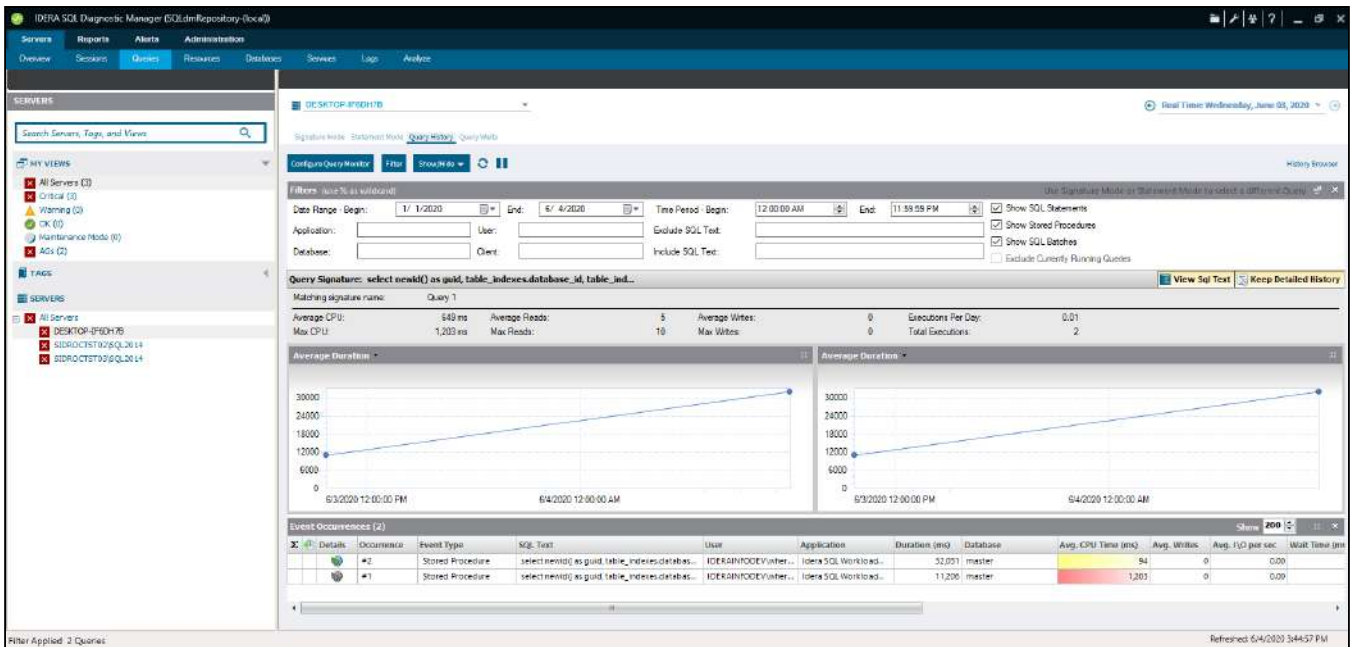 IDERA SQL Diagnostic Manager (SQLdmRepository-(local))
Servers Reports Alerts Administration
Overview Sessions Queries Resources Databases Services Logs Analyze
SERVERS
DESKTOP-IF6DH7B
Real Time: Wednesday, June 03, 2020
Search Servers, Tags, and Views
Signature Mode Statement Mode Query History Query Waits
MY VIEWS
Configure Query Monitor Filter Show/Hide
History Browser
All Servers (3)
Critical (3)
Warning (0)
OK (0)
Maintenance Mode (0)
AGs (2)
TAGS
SERVERS
All Servers
DESKTOP-IF6DH7B
SIDROCTST02\SQL2014
SIDROCTST03\SQL2014
Filters (use % as wildcard)
Use Signature Mode or Statement Mode to select a different Query
Date Range - Begin: 1/ 1/2020 End: 6/ 4/2020 Time Period - Begin: 12:00:00 AM End: 11:59:59 PM Show SQL Statements
Application: User: Exclude SQL Text: Show Stored Procedures
Show SQL Batches
Database: Client: Include SQL Text: Exclude Currently Running Queries
Query Signature: select newid() as guid, table_indexes.database_id, table_ind...
View Sql Text Keep Detailed History
Matching signature name: Query 1
Average CPU: 649 ms Average Reads: 5 Average Writes: 0 Executions Per Day: 0.01
Max CPU: 1,203 ms Max Reads: 10 Max Writes: 0 Total Executions: 2
Average Duration Average Duration
30000
24000
18000
12000
6000
0
6/3/2020 12:00:00 PM 6/4/2020 12:00:00 AM
30000
24000
18000
12000
6000
0
6/3/2020 12:00:00 PM 6/4/2020 12:00:00 AM
Event Occurrences (2)
Show 200
Details Occurrence Event Type SQL Text User Application Duration (ms) Database Avg. CPU Time (ms) Avg. Writes Avg. I\O per sec Wait Time (ms
#2 Stored Procedure select newid() as guid, table_indexes.databas... Idera SQL Workload... 32,051 master 94 0 0.00
#1 Stored Procedure select newid() as guid, table_indexes.databas... Idera SQL Workload... 11,206 master 1,203 0 0.00
Filter Applied 2 Queries
Refreshed: 6/4/2020 3:44:57 PM